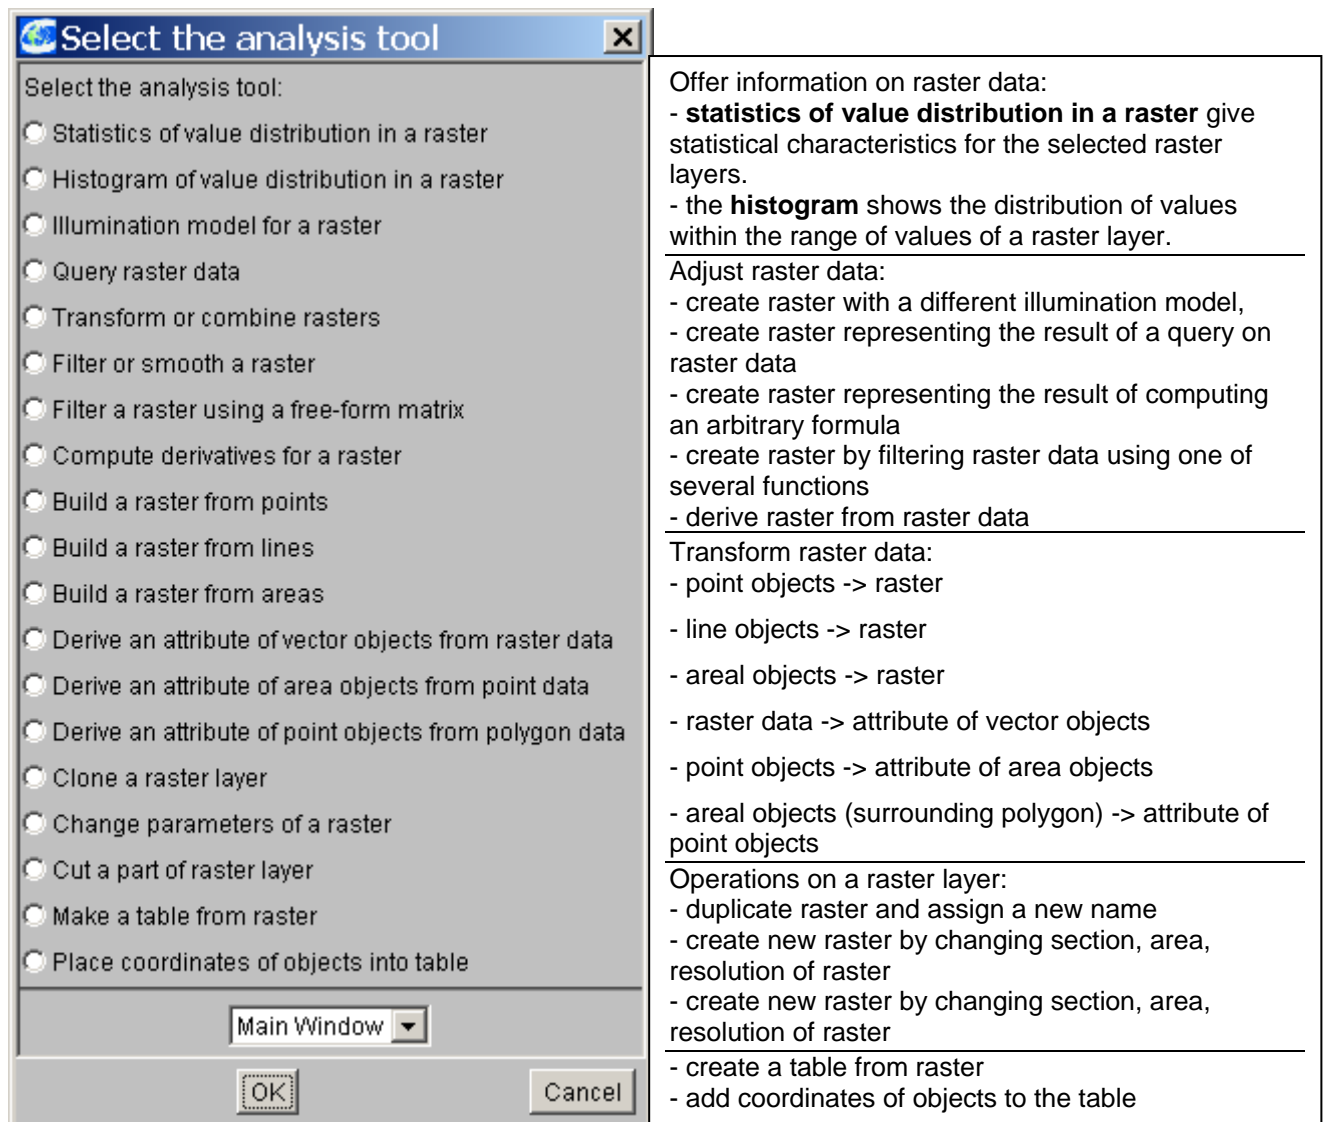 Select the analysis tool
Select the analysis tool:
Statistics of value distribution in a raster
Histogram of value distribution in a raster
Illumination model for a raster
Query raster data
Transform or combine rasters
Filter or smooth a raster
Filter a raster using a free-form matrix
Compute derivatives for a raster
Build a raster from points
Build a raster from lines
Build a raster from areas
Derive an attribute of vector objects from raster data
Derive an attribute of area objects from point data
Derive an attribute of point objects from polygon data
Clone a raster layer
Change parameters of a raster
Cut a part of raster layer
Make a table from raster
Place coordinates of objects into table
Main Window
OK
Cancel
Offer information on raster data:
- statistics of value distribution in a raster give
statistical characteristics for the selected raster
layers.
- the histogram shows the distribution of values
within the range of values of a raster layer.
Adjust raster data:
- create raster with a different illumination model,
- create raster representing the result of a query on
raster data
- create raster representing the result of computing
an arbitrary formula
- create raster by filtering raster data using one of
several functions
- derive raster from raster data
Transform raster data:
- point objects -> raster
- line objects -> raster
- areal objects -> raster
- raster data -> attribute of vector objects
- point objects -> attribute of area objects
- areal objects (surrounding polygon) -> attribute of
point objects
Operations on a raster layer:
- duplicate raster and assign a new name
- create new raster by changing section, area,
resolution of raster
- create new raster by changing section, area,
resolution of raster
- create a table from raster
- add coordinates of objects to the table